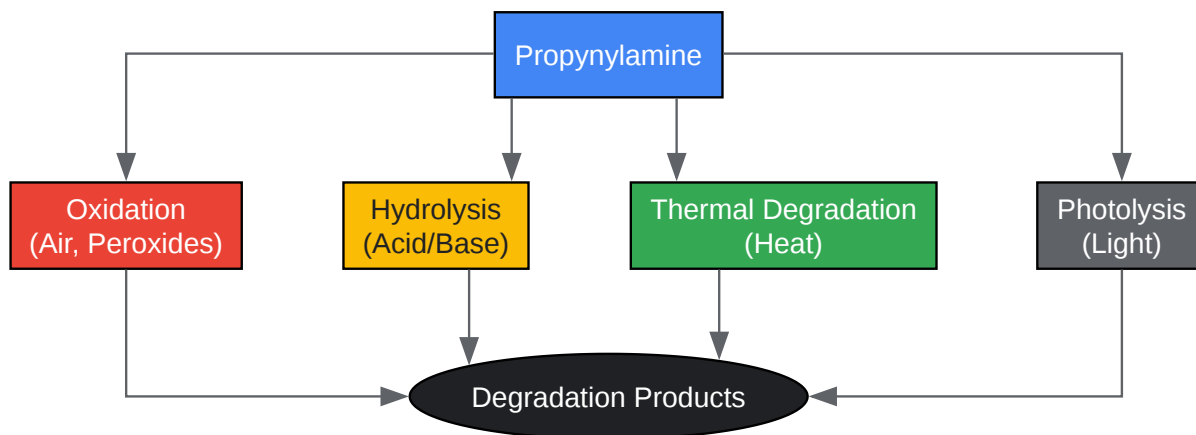 Propynylamine
Oxidation
(Air, Peroxides)
Hydrolysis
(Acid/Base)
Thermal Degradation
(Heat)
Photolysis
(Light)
Degradation Products